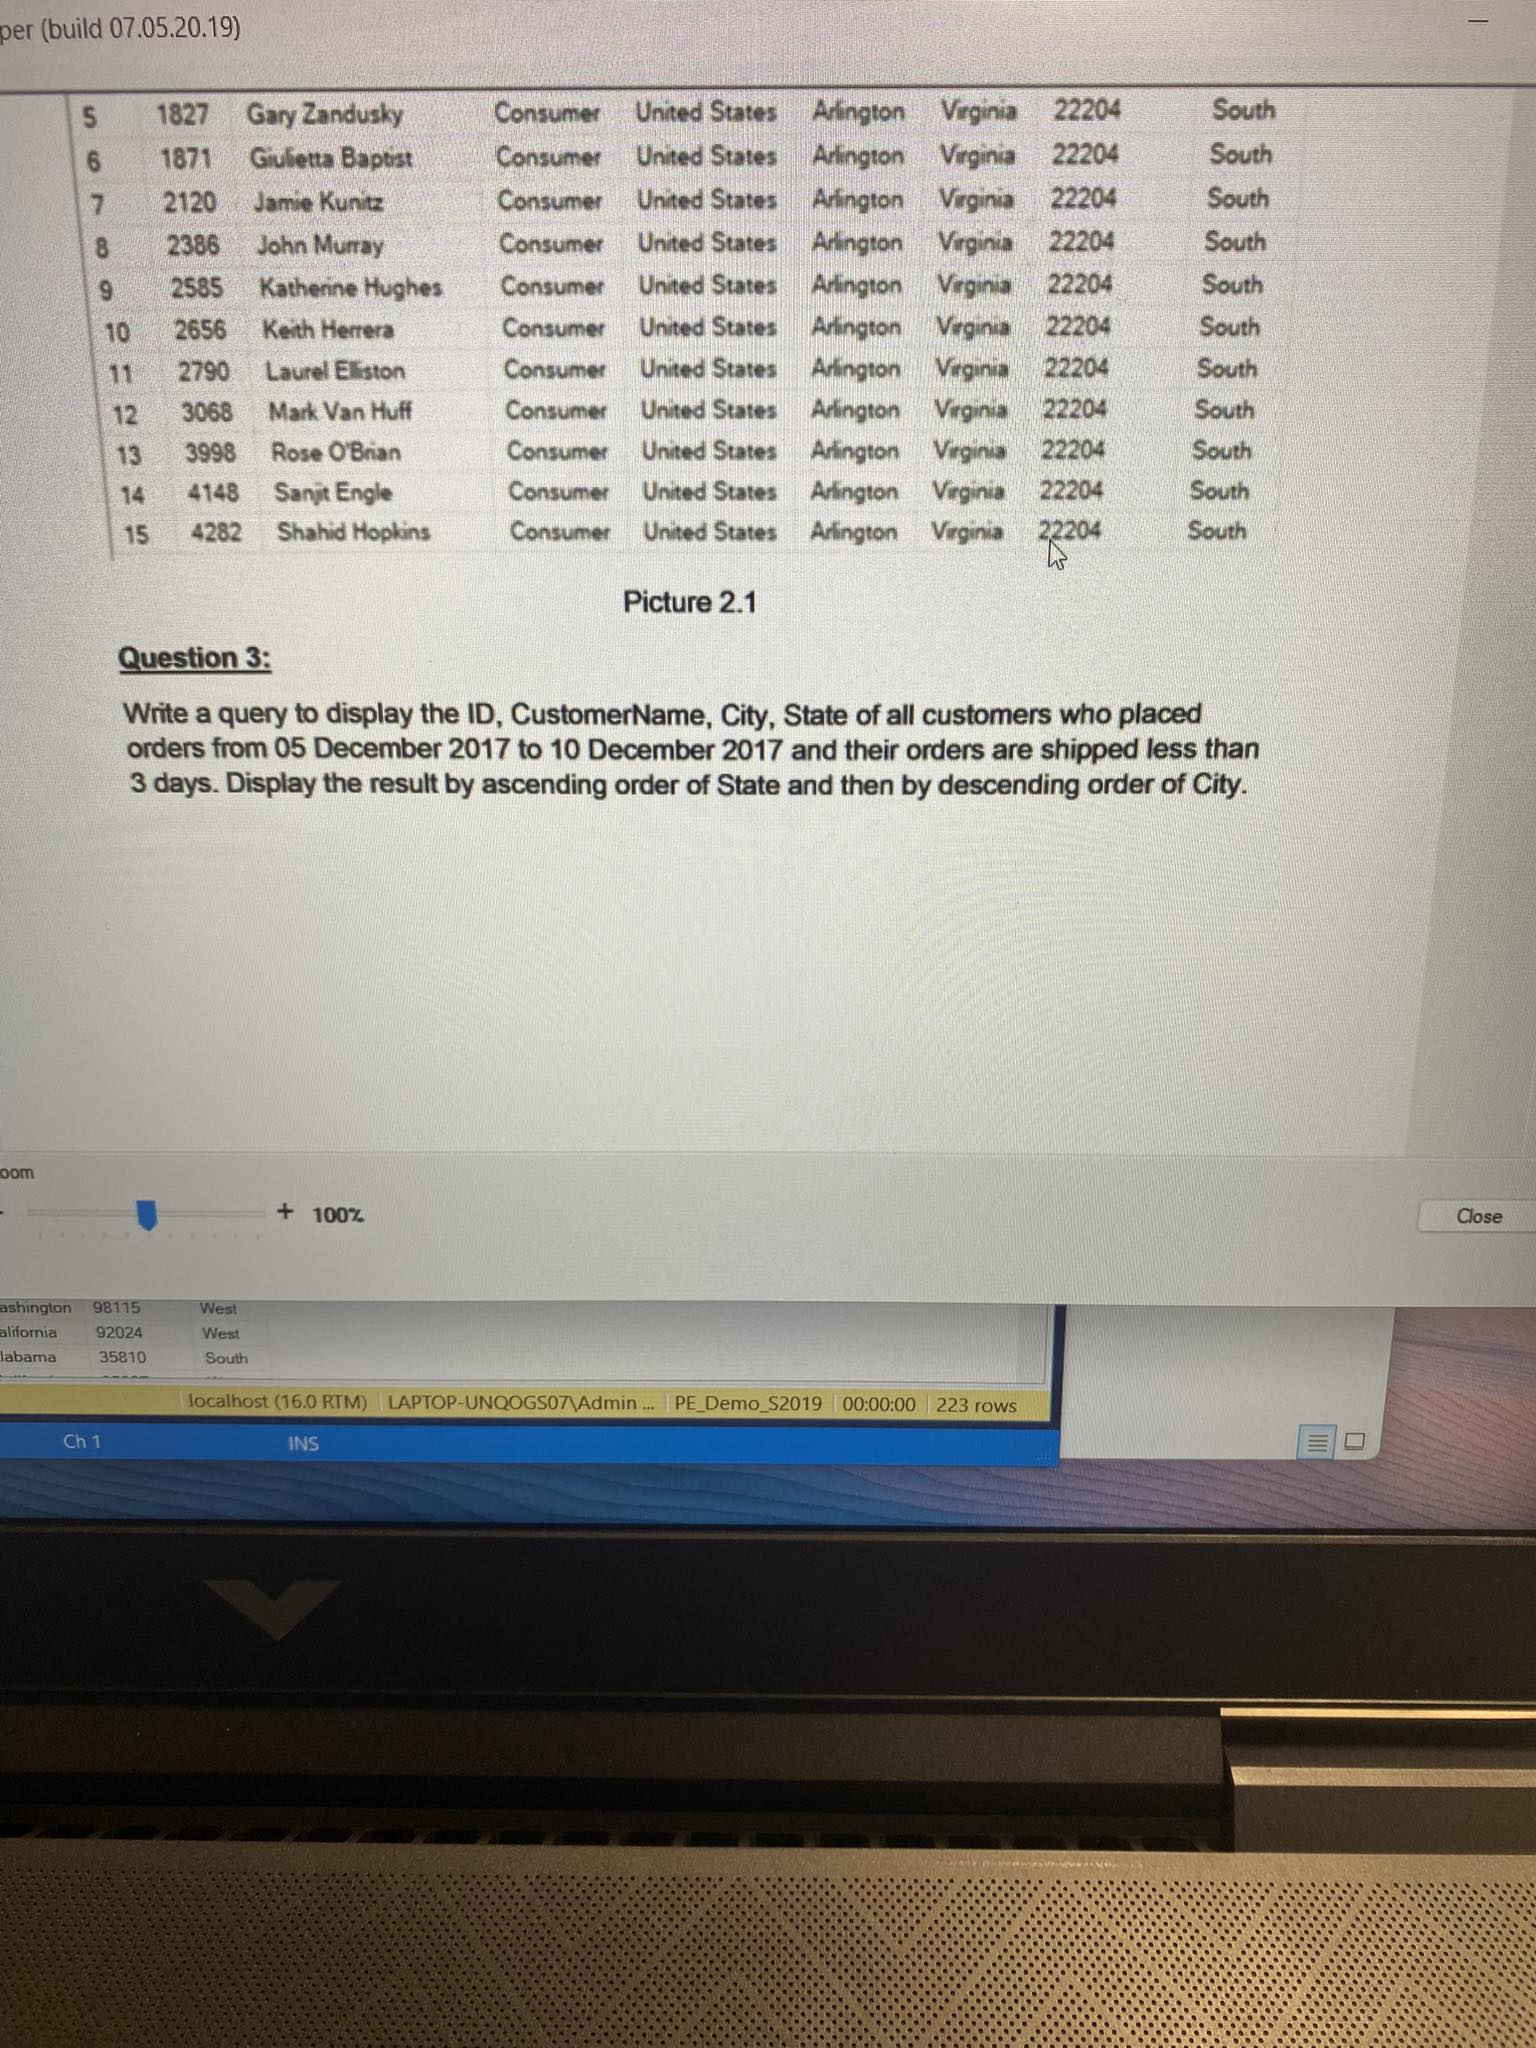 per (build 07.05.20.19)
5 1827 Gary Zandusky Consumer United States Arlington Virginia 22204 South
6 1871 Giulietta Baptist Consumer United States Arlington Virginia 22204 South
7 2120 Jamie Kunitz Consumer United States Arlington Virginia 22204 South
8 2386 John Murray Consumer United States Arlington Virginia 22204 South
9 2585 Katherine Hughes Consumer United States Arlington Virginia 22204 South
10 2656 Keith Herrera Consumer United States Arlington Virginia 22204 South
11 2790 Laurel Elliston Consumer United States Arlington Virginia 22204 South
12 3068 Mark Van Huff Consumer United States Arlington Virginia 22204 South
13 3998 Rose O'Brian Consumer United States Arlington Virginia 22204 South
14 4148 Sanjit Engle Consumer United States Arlington Virginia 22204 South
15 4282 Shahid Hopkins Consumer United States Arlington Virginia 22204 South
Picture 2.1
Question 3:
Write a query to display the ID, CustomerName, City, State of all customers who placed
orders from 05 December 2017 to 10 December 2017 and their orders are shipped less than
3 days. Display the result by ascending order of State and then by descending order of City.
oom
- + 100%
Close
ashington 98115 West
alifornia 92024 West
labama 35810 South
localhost (16.0 RTM) LAPTOP-UNQOGS07\Admin ... PE_Demo_S2019 00:00:00 223 rows
Ch 1 INS